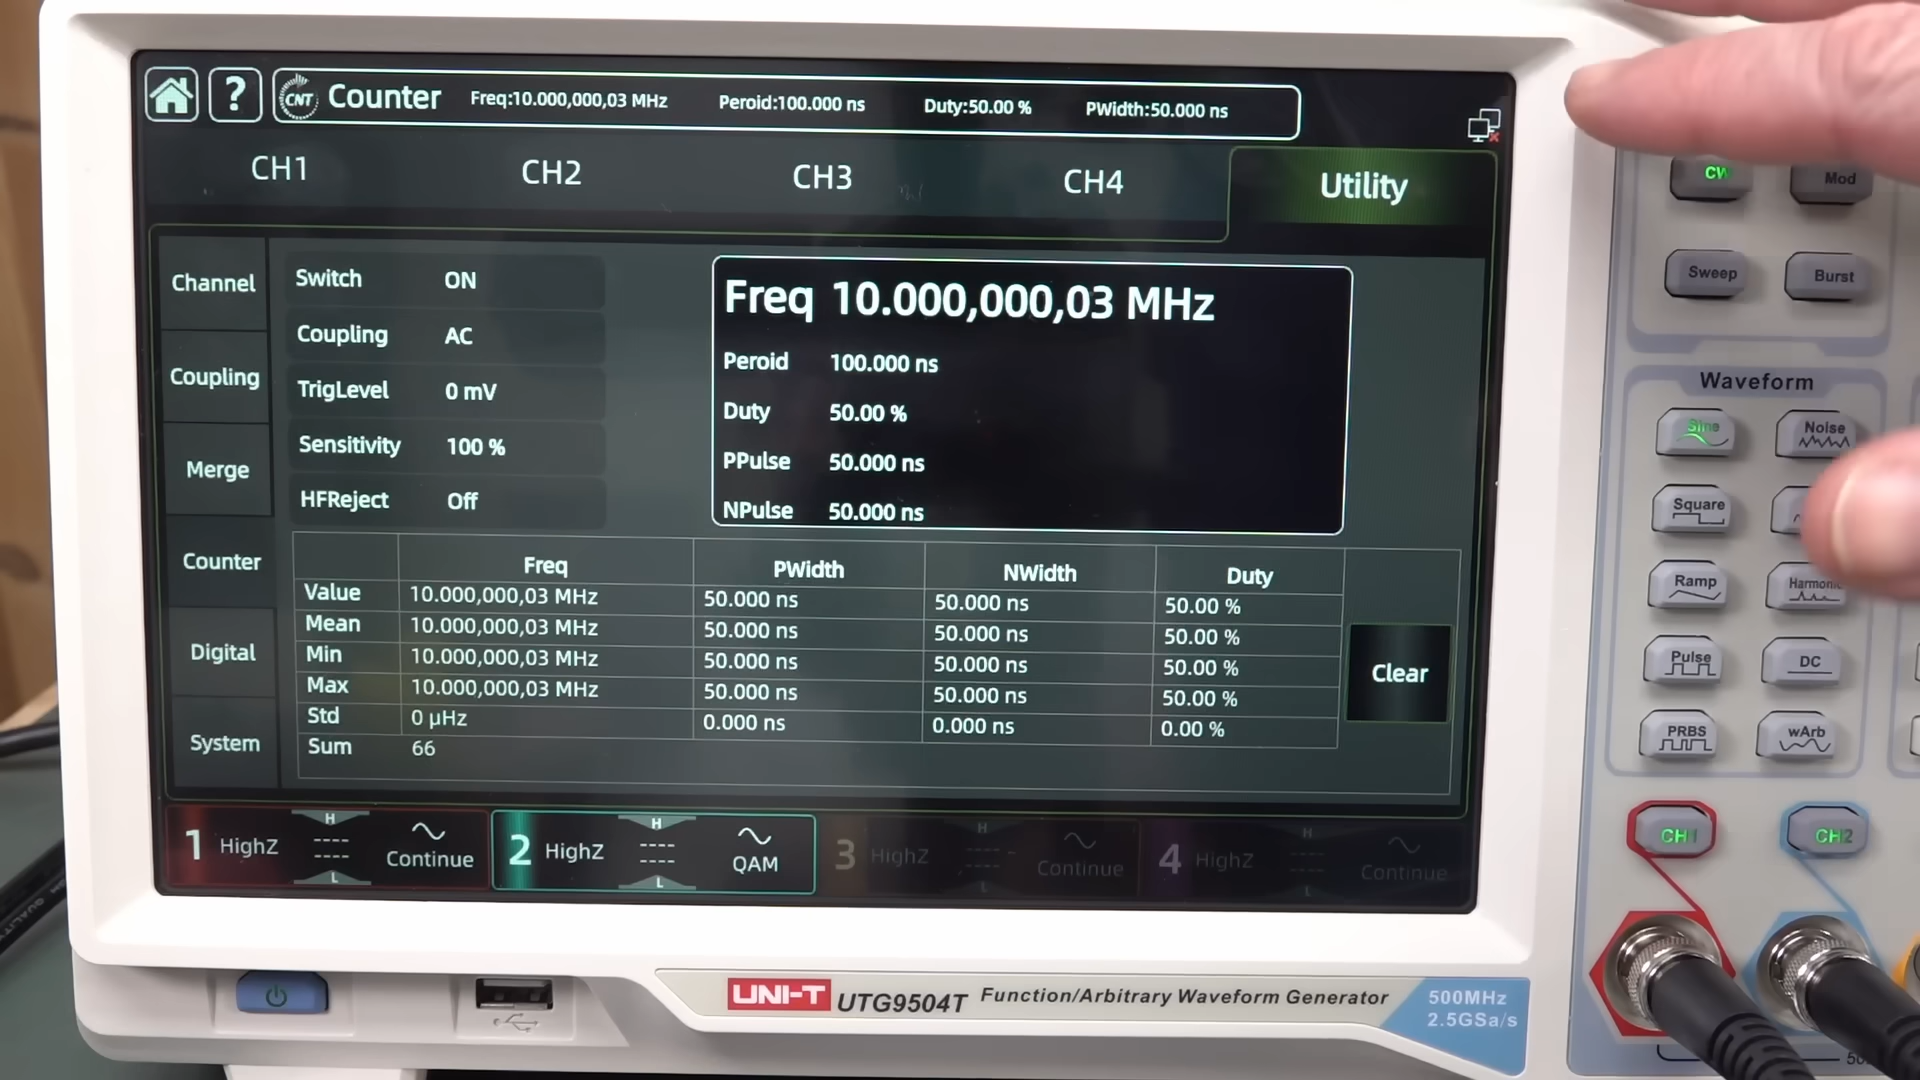 ? CNT Counter Freq:10.000,000,03 MHz Peroid:100.000 ns Duty:50.00 % PWidth:50.000 ns
CH1 CH2 CH3 CH4 Utility
Channel
Coupling
Merge
Counter
Digital
System
Switch ON
Coupling AC
TrigLevel 0 mV
Sensitivity 100 %
HFReject Off
Freq 10.000,000,03 MHz
Peroid 100.000 ns
Duty 50.00 %
PPulse 50.000 ns
NPulse 50.000 ns
Freq PWidth NWidth Duty
Value 10.000,000,03 MHz 50.000 ns 50.000 ns 50.00 %
Mean 10.000,000,03 MHz 50.000 ns 50.000 ns 50.00 %
Min 10.000,000,03 MHz 50.000 ns 50.000 ns 50.00 %
Max 10.000,000,03 MHz 50.000 ns 50.000 ns 50.00 %
Std 0 µHz 0.000 ns 0.000 ns 0.00 %
Sum 66
Clear
1 HighZ H L Continue
2 HighZ H L QAM
3 HighZ H L Continue
4 HighZ H L Continue
UNI-T UTG9504T Function/Arbitrary Waveform Generator
500MHz
2.5GSa/s
CW Mod
Sweep Burst
Waveform
Sine Noise
Square
Ramp Harmonic
Pulse DC
PRBS wArb
CH1 CH2